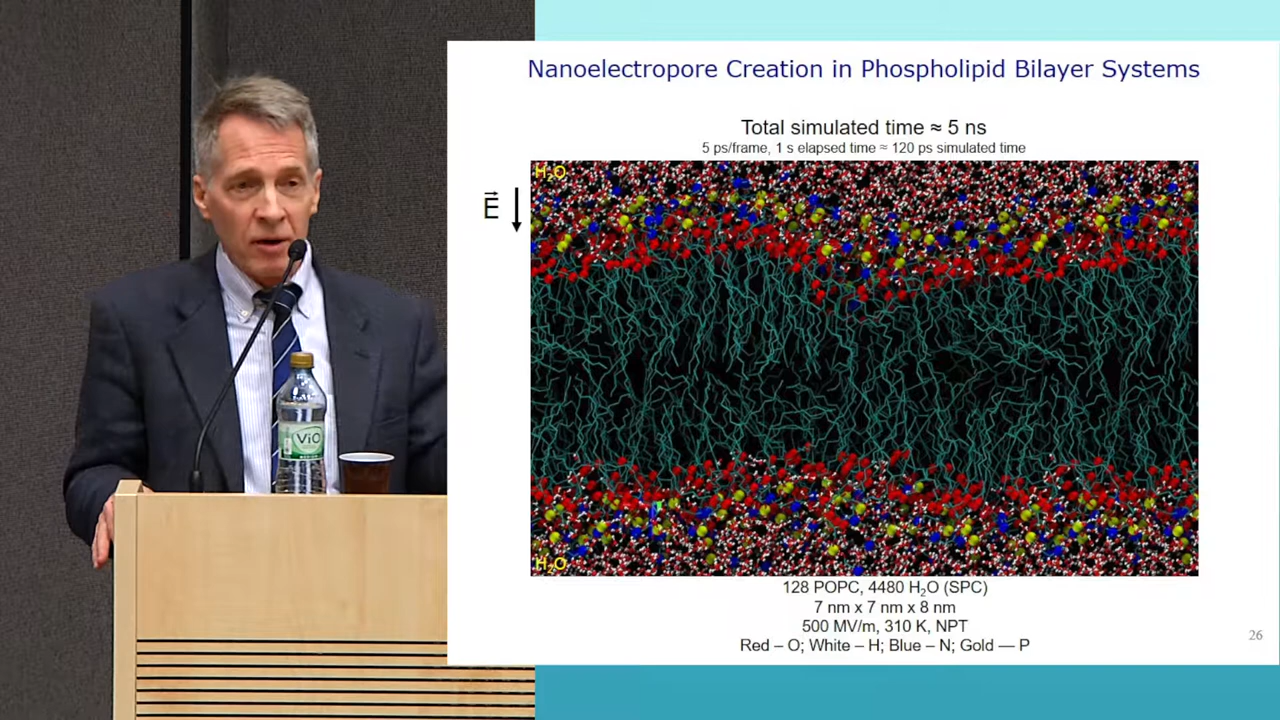 Nanoelectropore Creation in Phospholipid Bilayer Systems
Total simulated time ≈ 5 ns
5 ps/frame, 1 s elapsed time ≈ 120 ps simulated time
H₂O
E
ViO
H₂O
128 POPC, 4480 H₂O (SPC)
7 nm x 7 nm x 8 nm
500 MV/m, 310 K, NPT
Red – O; White – H; Blue – N; Gold — P
26